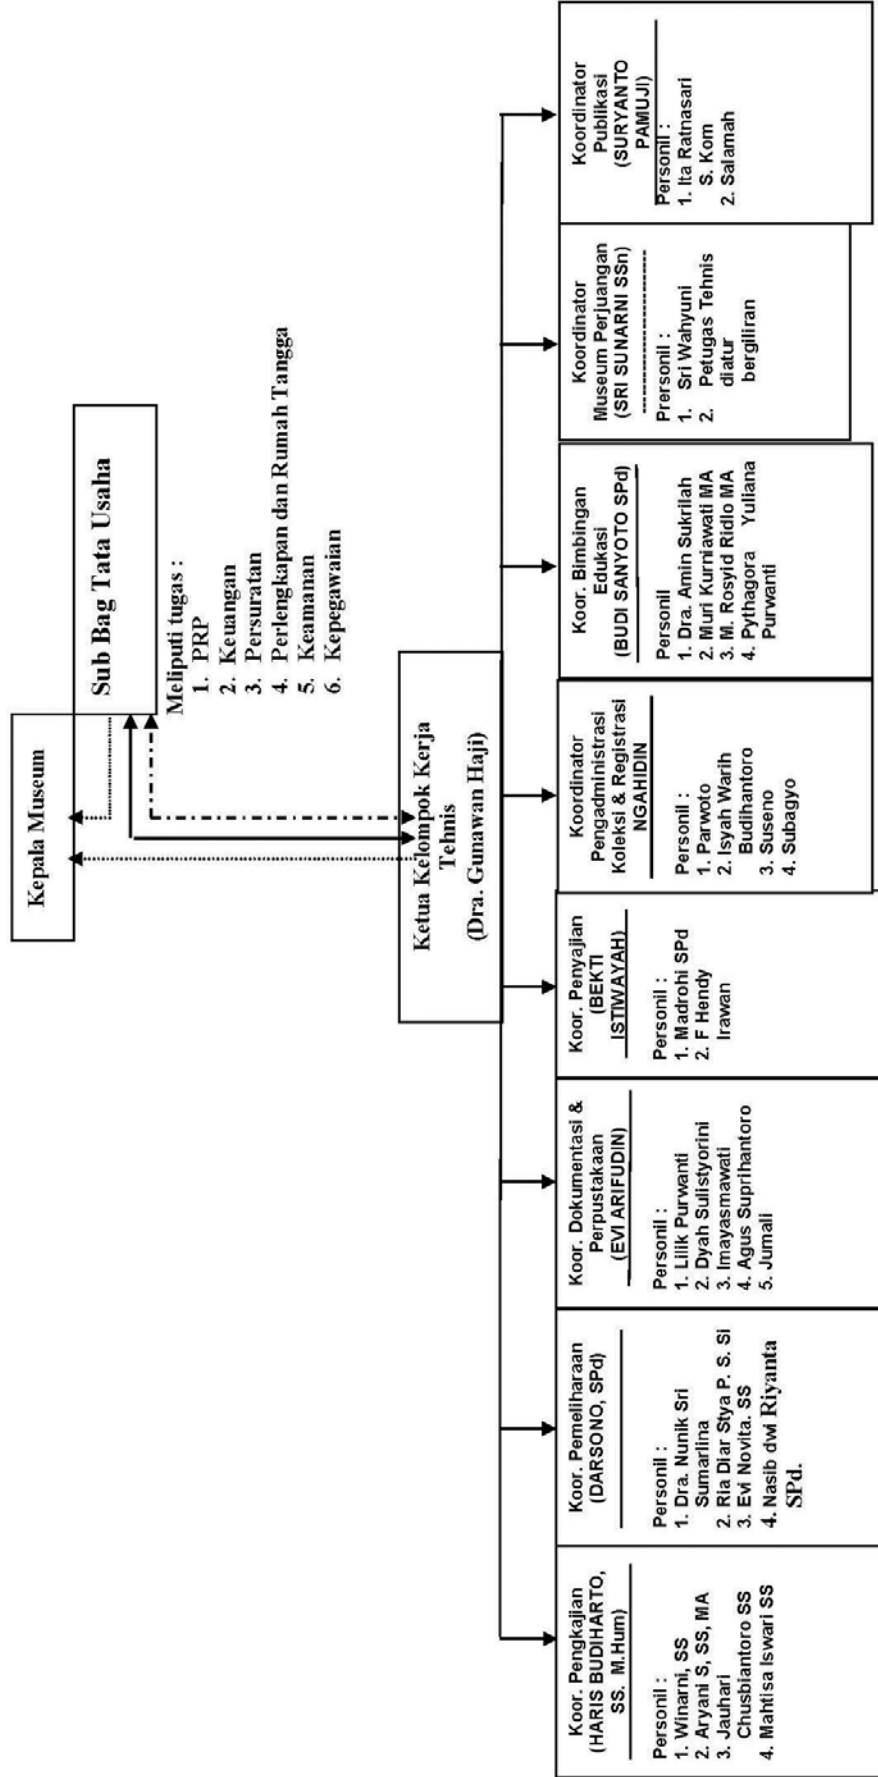 Kepala Museum
Sub Bag Tata Usaha
Meliputi tugas :
1. PRP
2. Keuangan
3. Persuratan
4. Perlengkapan dan Rumah Tangga
5. Keamanan
6. Kepegawaian
Ketua Kelompok Kerja
Tehnis
(Dra. Gunawan Haji)
Koor. Pengkajian
(HARIS BUDIHARTO,
SS. M.Hum)
Personil :
1. Winarni, SS
2. Aryani S, SS, MA
3. Jauhari
Chusbiantoro SS
4. Mahtisa Iswari SS
Koor. Pemeliharaan
(DARSONO, SPd)
Personil :
1. Dra. Nunik Sri
Sumarlina
2. Ria Diar Stya P. S. Si
3. Evi Novita. SS
4. Nasib dwi Riyanta
SPd.
Koor. Dokumentasi &
Perpustakaan
(EVI ARIFUDIN)
Personil :
1. Lilik Purwanti
2. Dyah Sulistyorini
3. Imayasmawati
4. Agus Suprihantoro
5. Jumali
Koor. Penyajian
(BEKTI
ISTIWAYAH)
Personil :
1. Madrohi SPd
2. F Hendy
Irawan
Koordinator
Pengadministrasi
Koleksi & Registrasi
NGAHIDIN
Personil :
1. Parwoto
2. Isyah Warih
Budihantoro
3. Suseno
4. Subagyo
Koor. Bimbingan
Edukasi
(BUDI SANYOTO SPd)
Personil
1. Dra. Amin Sukrilah
2. Muri Kurniawati MA
3. M. Rosyid Ridlo MA
4. Pythagora Yuliana
Purwanti
Koordinator
Museum Perjuangan
(SRI SUNARNI SSn)
------------------------
Prersonil :
1. Sri Wahyuni
2. Petugas Tehnis
diatur
bergiliran
Koordinator
Publikasi
(SURYANTO
PAMUJI)
Personil :
1. Ita Ratnasari
S. Kom
2. Salamah